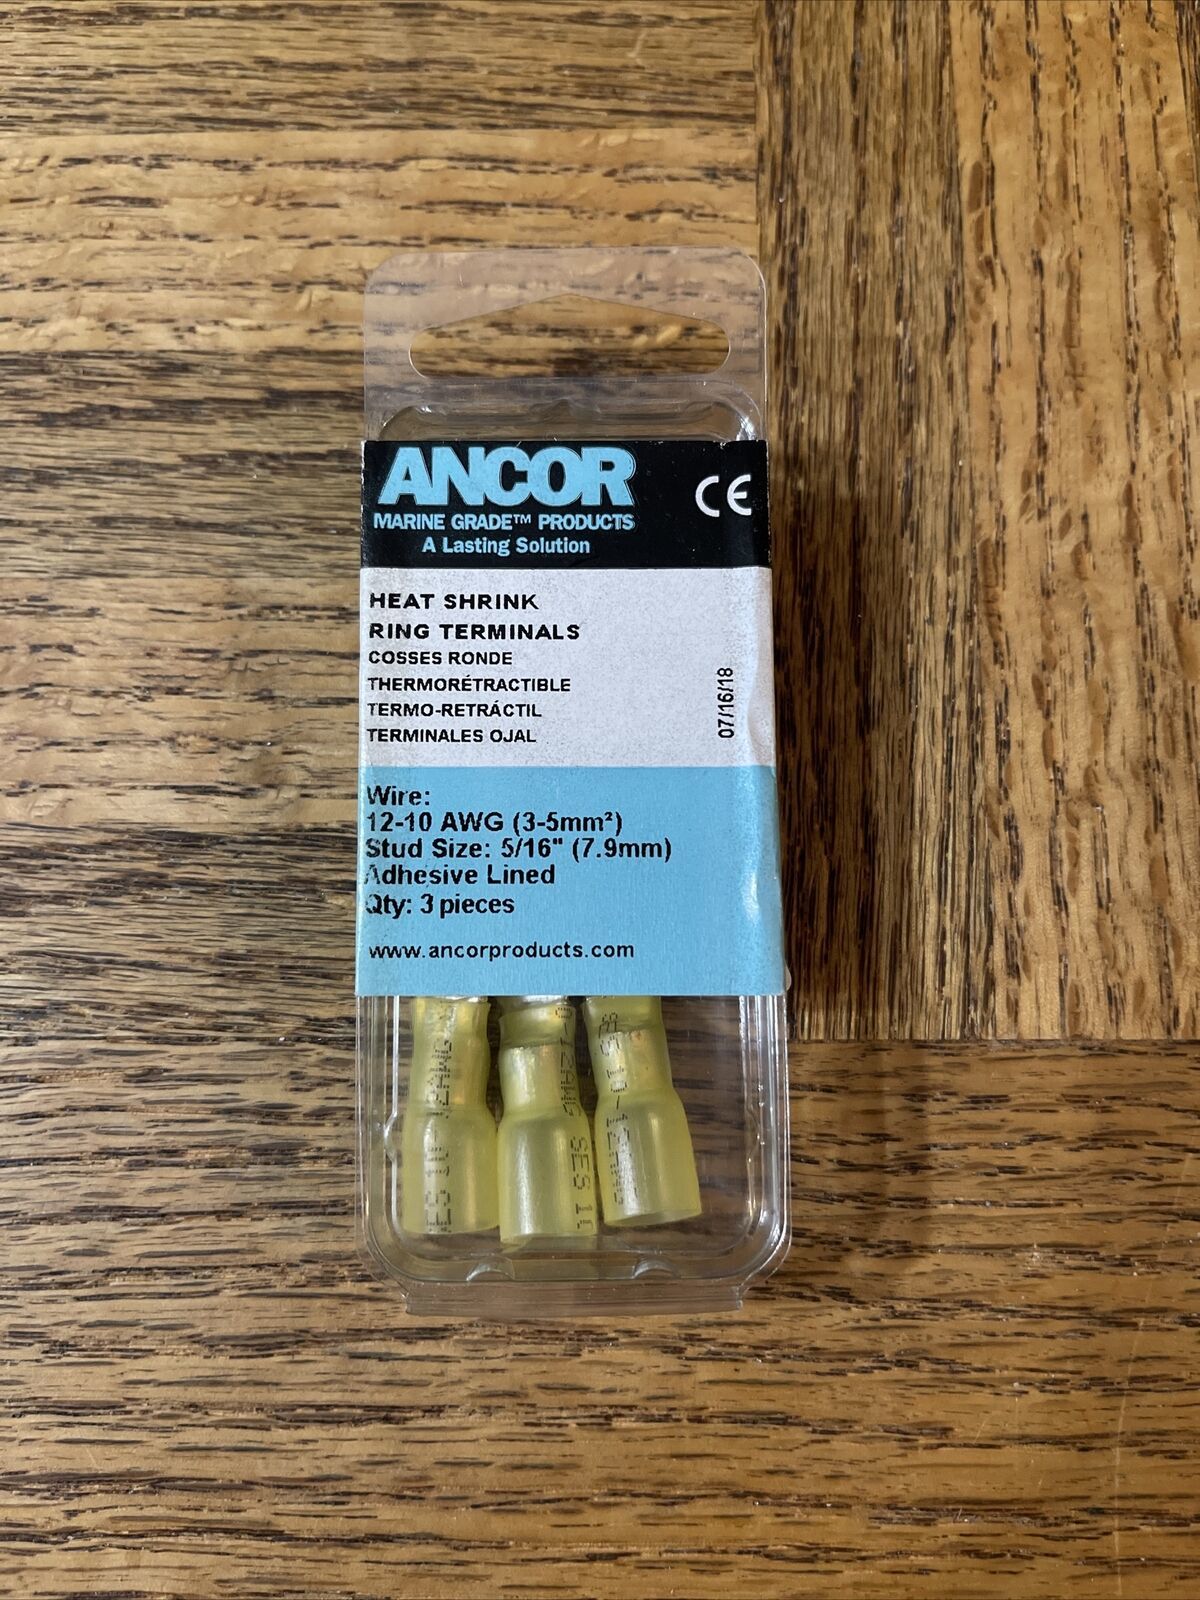 ANCOR
CE
MARINE GRADE™ PRODUCTS
A Lasting Solution
HEAT SHRINK
RING TERMINALS
COSSES RONDE
THERMORÉTRACTIBLE
TERMO-RETRÁCTIL
TERMINALES OJAL
07/16/18
Wire:
12-10 AWG (3-5mm²)
Stud Size: 5/16" (7.9mm)
Adhesive Lined
Qty: 3 pieces
www.ancorproducts.com